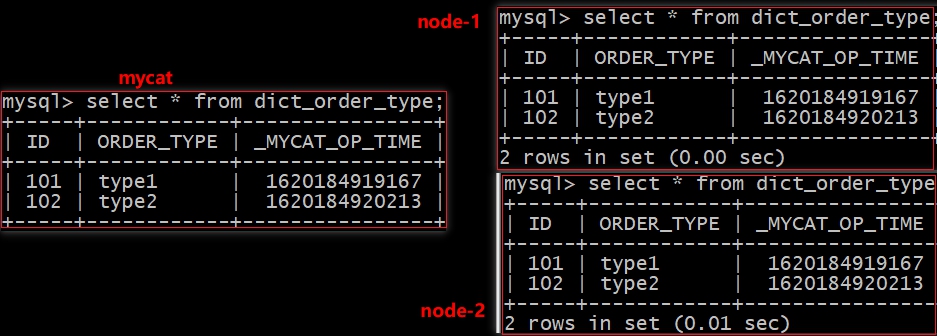 mycat
mysql> select * from dict_order_type;
+-----+------------+----------------+
| ID | ORDER_TYPE | _MYCAT_OP_TIME |
+-----+------------+----------------+
| 101 | type1 | 1620184919167 |
| 102 | type2 | 1620184920213 |
+-----+------------+----------------+
node-1
mysql> select * from dict_order_type;
+-----+------------+----------------
| ID | ORDER_TYPE | _MYCAT_OP_TIME
+-----+------------+----------------
| 101 | type1 | 1620184919167
| 102 | type2 | 1620184920213
+-----+------------+----------------
2 rows in set (0.00 sec)
node-2
mysql> select * from dict_order_type
+-----+------------+----------------
| ID | ORDER_TYPE | _MYCAT_OP_TIME
+-----+------------+----------------
| 101 | type1 | 1620184919167
| 102 | type2 | 1620184920213
+-----+------------+----------------
2 rows in set (0.01 sec)